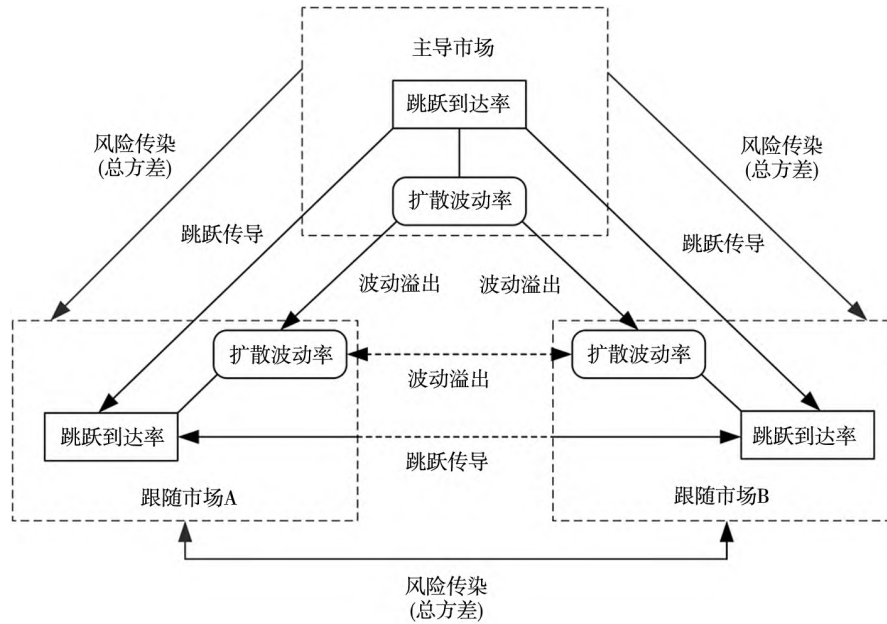 主导市场
跳跃到达率
风险传染
(总方差)
风险传染
(总方差)
扩散波动率
跳跃传导
跳跃传导
波动溢出
波动溢出
扩散波动率
扩散波动率
波动溢出
跳跃到达率
跳跃到达率
跳跃传导
跟随市场A
跟随市场B
风险传染
(总方差)